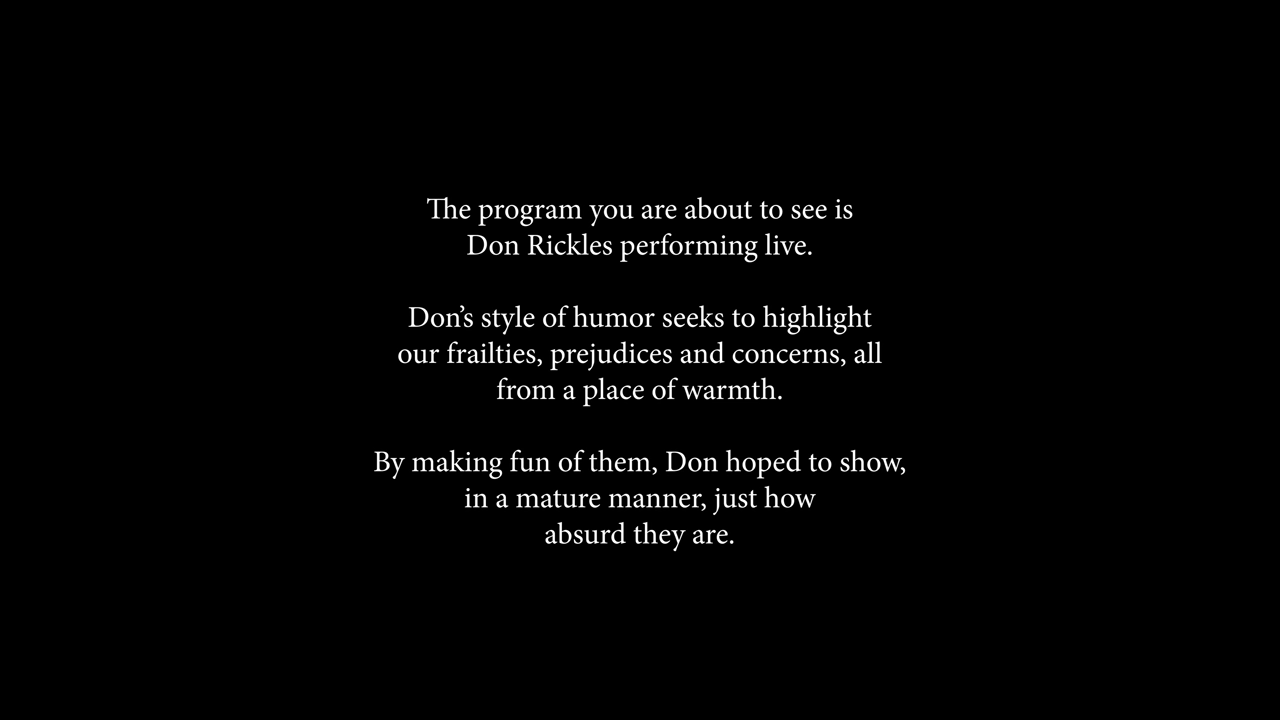 The program you are about to see is
Don Rickles performing live.
Don’s style of humor seeks to highlight
our frailties, prejudices and concerns, all
from a place of warmth.
By making fun of them, Don hoped to show,
in a mature manner, just how
absurd they are.